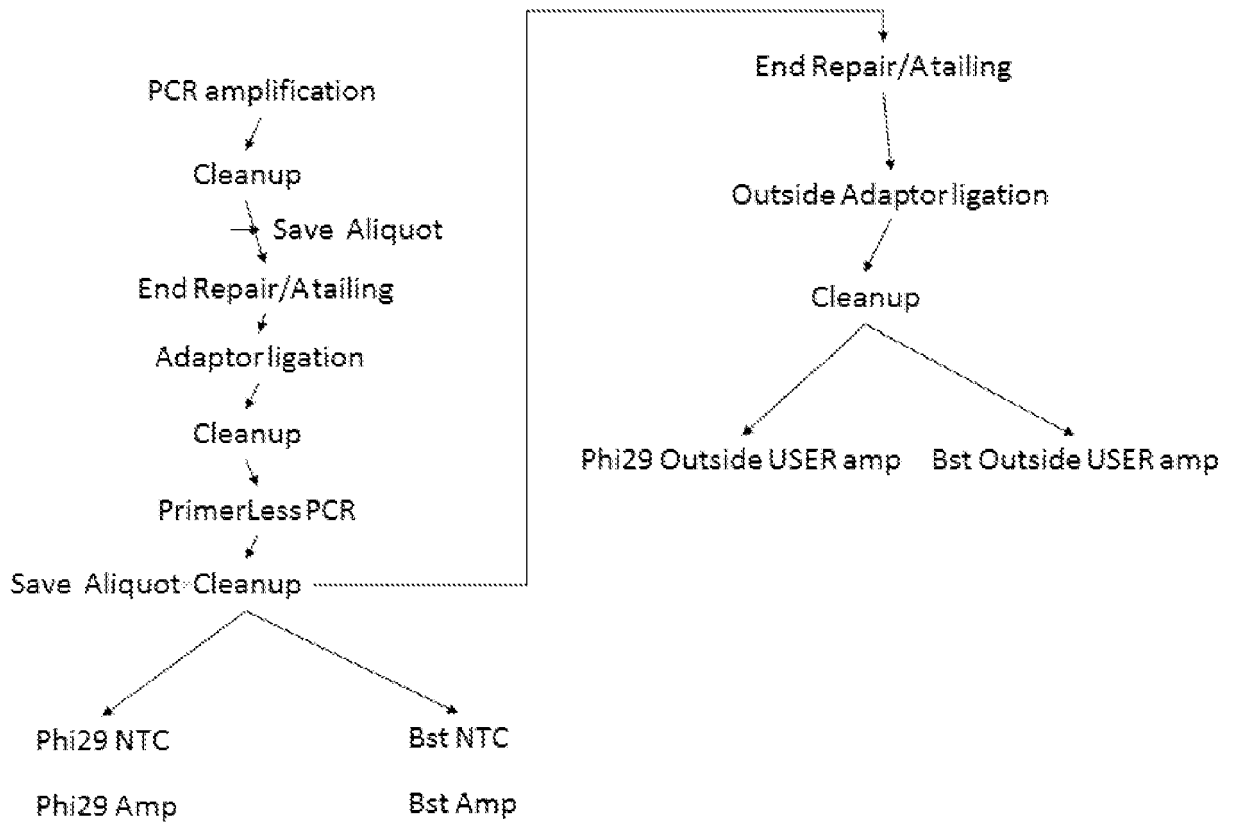 PCR amplification
Cleanup
Save Aliquot
End Repair/Atailing
Adaptor ligation
Cleanup
PrimerLess PCR
Save Aliquot Cleanup
Phi29 NTC
Bst NTC
Phi29 Amp
Bst Amp
End Repair/Atailing
Outside Adaptor ligation
Cleanup
Phi29 Outside USER amp
Bst Outside USER amp